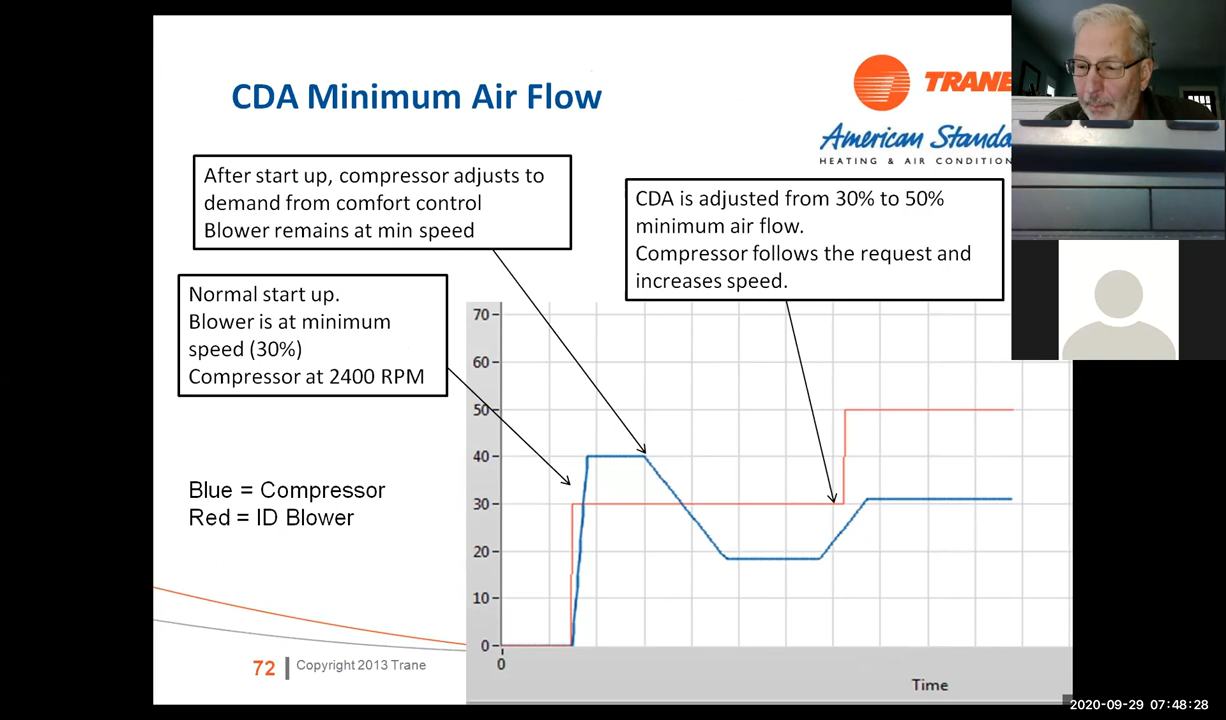 CDA Minimum Air Flow
TRANE
American Standa
HEATING & AIR CONDITION
After start up, compressor adjusts to
demand from comfort control
Blower remains at min speed
CDA is adjusted from 30% to 50%
minimum air flow.
Compressor follows the request and
increases speed.
Normal start up.
Blower is at minimum
speed (30%)
Compressor at 2400 RPM
Blue = Compressor
Red = ID Blower
70
60
50
40
30
20
10
0
0
Time
72
Copyright 2013 Trane
2020-09-29 07:48:28